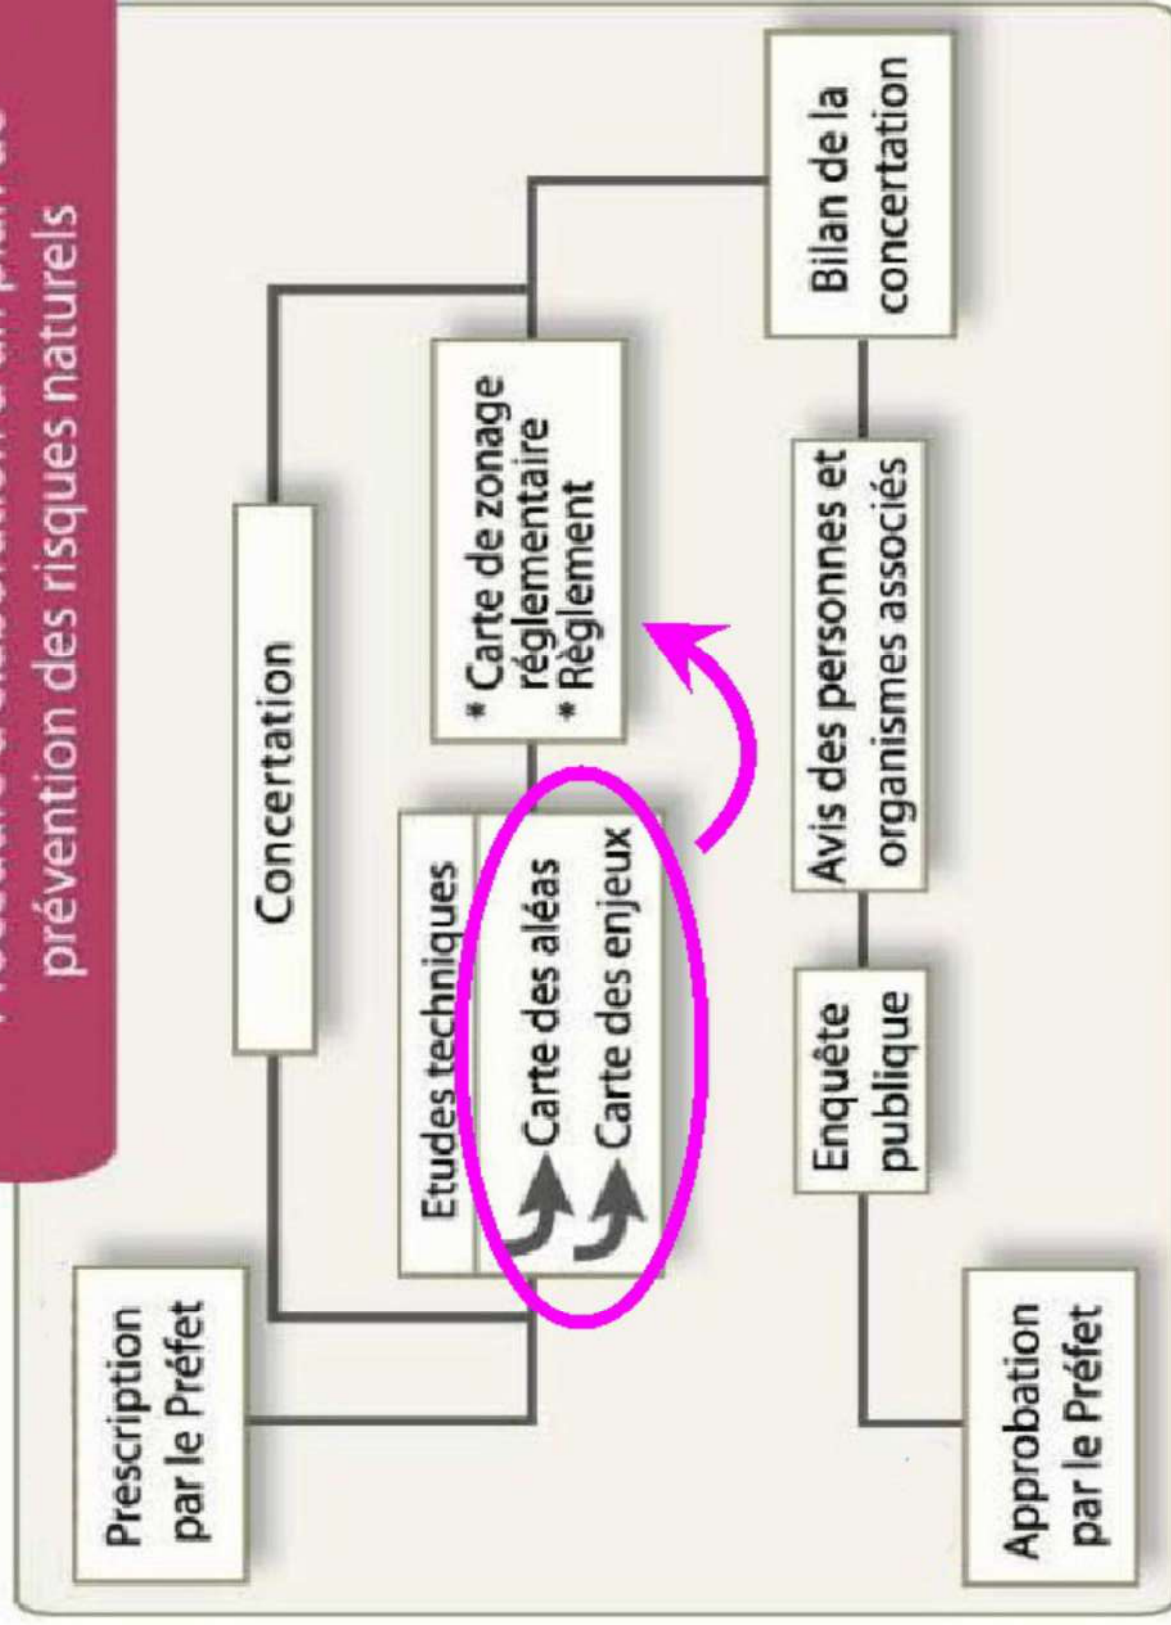 prévention des risques naturels
Prescription
par le Préfet
Concertation
Etudes techniques
Carte des aléas
Carte des enjeux
* Carte de zonage
réglementaire
* Règlement
Bilan de la
concertation
Avis des personnes et
organismes associés
Enquête
publique
Approbation
par le Préfet